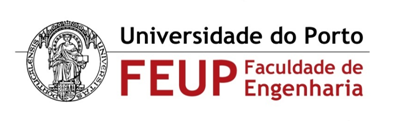 Universidade do Porto
FEUP Faculdade de
Engenharia